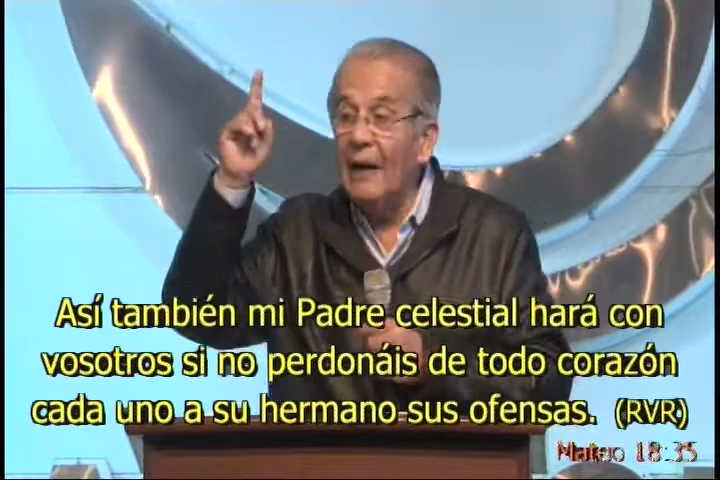 Así también mi Padre celestial hará con
vosotros si no perdonáis de todo corazón
cada uno a su hermano sus ofensas. (RVR)
Mateo 18:35